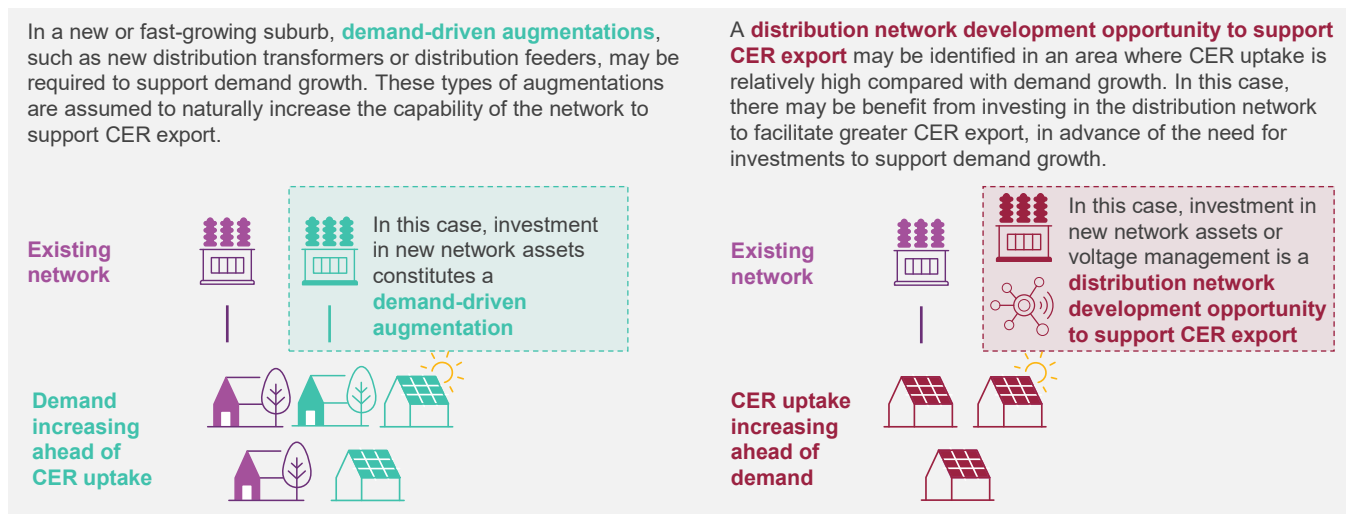 In a new or fast-growing suburb, demand-driven augmentations,
such as new distribution transformers or distribution feeders, may be
required to support demand growth. These types of augmentations
are assumed to naturally increase the capability of the network to
support CER export.
Existing
network
In this case, investment
in new network assets
constitutes a
demand-driven
augmentation
Demand
increasing
ahead of
CER uptake
A distribution network development opportunity to support
CER export may be identified in an area where CER uptake is
relatively high compared with demand growth. In this case,
there may be benefit from investing in the distribution network
to facilitate greater CER export, in advance of the need for
investments to support demand growth.
Existing
network
In this case, investment in
new network assets or
voltage management is a
distribution network
development opportunity
to support CER export
CER uptake
increasing
ahead of
demand